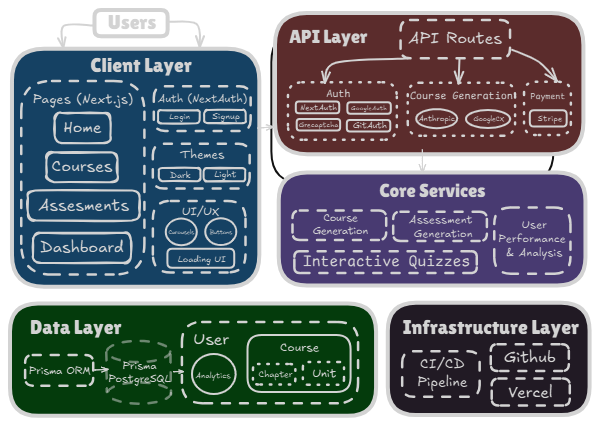 Users
Client Layer
Pages (Next.js)
Home
Courses
Assesments
Dashboard
Auth (NextAuth)
Login
Signup
Themes
Dark
Light
UI/UX
Carousels
Buttons
Loading UI
API Layer
API Routes
Auth
NextAuth
GoogleAuth
Grecaptcha
GitAuth
Course Generation
Anthropic
GoogleCX
Payment
Stripe
Core Services
Course
Generation
Assessment
Generation
User
Performance
& Analysis
Interactive Quizzes
Data Layer
Prisma ORM
Prisma
PostgreSQL
User
Analytics
Course
Chapter
Unit
Infrastructure Layer
CI/CD
Pipeline
Github
Vercel